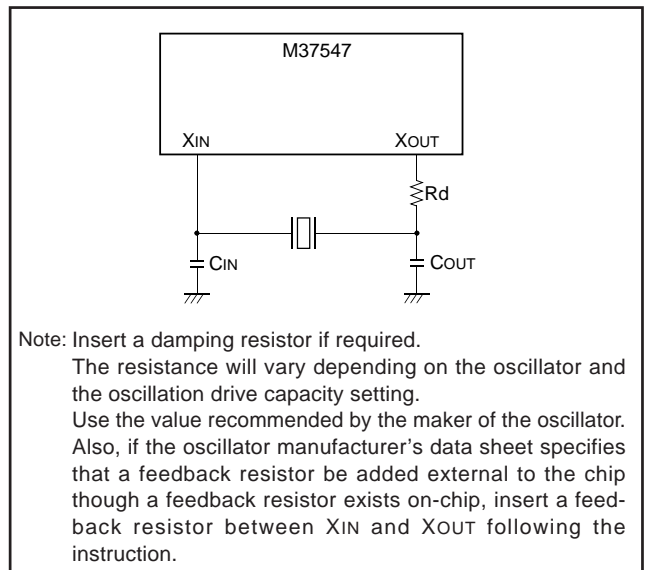 M37547
XIN XOUT
Rd
CIN COUT
Note: Insert a damping resistor if required.
The resistance will vary depending on the oscillator and
the oscillation drive capacity setting.
Use the value recommended by the maker of the oscillator.
Also, if the oscillator manufacturer's data sheet specifies
that a feedback resistor be added external to the chip
though a feedback resistor exists on-chip, insert a feed-
back resistor between XIN and XOUT following the
instruction.